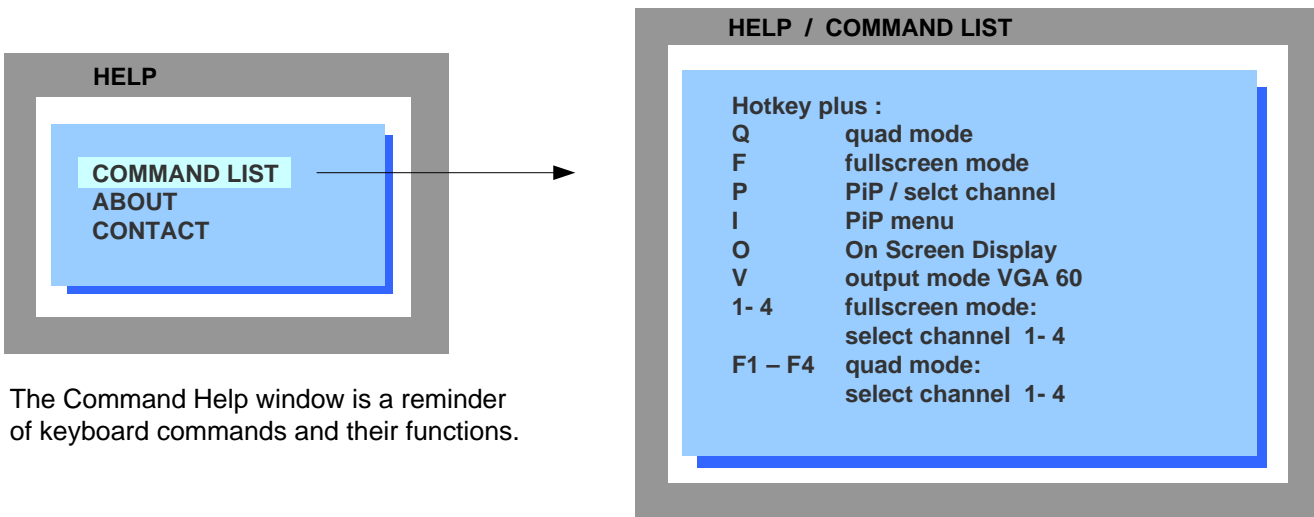 HELP
COMMAND LIST
ABOUT
CONTACT
The Command Help window is a reminder
of keyboard commands and their functions.
HELP / COMMAND LIST
Hotkey plus :
Q quad mode
F fullscreen mode
P PiP / selct channel
I PiP menu
O On Screen Display
V output mode VGA 60
1- 4 fullscreen mode:
select channel 1- 4
F1 – F4 quad mode:
select channel 1- 4